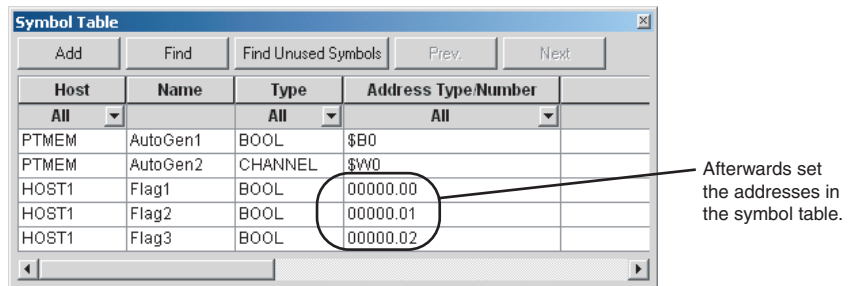 Symbol Table
Add Find Find Unused Symbols Prev. Next
Host Name Type Address Type/Number
All All All
PTMEM AutoGen1 BOOL $B0
PTMEM AutoGen2 CHANNEL $W0
HOST1 Flag1 BOOL 00000.00
HOST1 Flag2 BOOL 00000.01
HOST1 Flag3 BOOL 00000.02
Afterwards set
the addresses in
the symbol table.